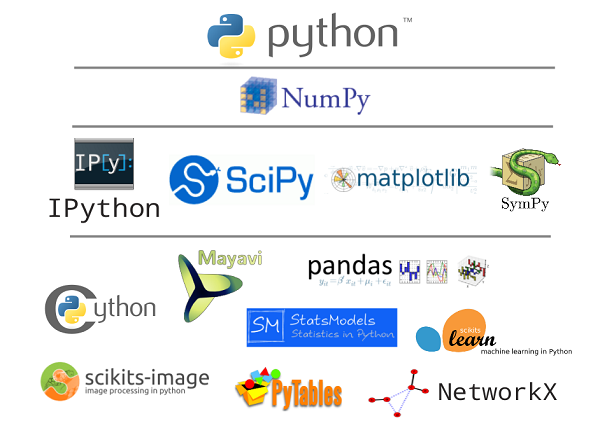 python™
NumPy
IP[y]:
IPython
SciPy
matplotlib
SymPy
Mayavi
pandas
Cython
SM
StatsModels
Statistics in Python
scikits
learn
machine learning in Python
scikits-image
image processing in python
PyTables
NetworkX